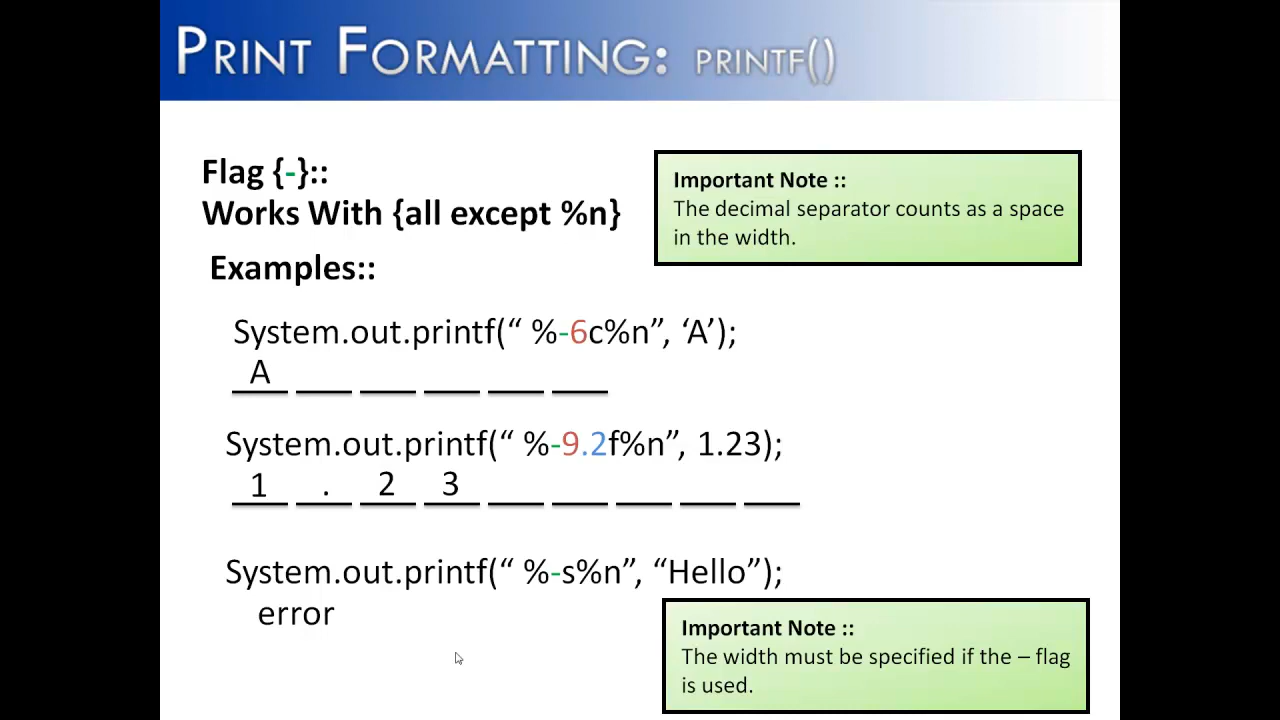 PRINT FORMATTING: PRINTF()
Flag {-}::
Works With {all except %n}
Important Note ::
The decimal separator counts as a space
in the width.
Examples::
System.out.printf(“ %-6c%n”, ‘A’);
A
System.out.printf(“ %-9.2f%n”, 1.23);
1 . 2 3
System.out.printf(“ %-s%n”, “Hello”);
error
Important Note ::
The width must be specified if the – flag
is used.